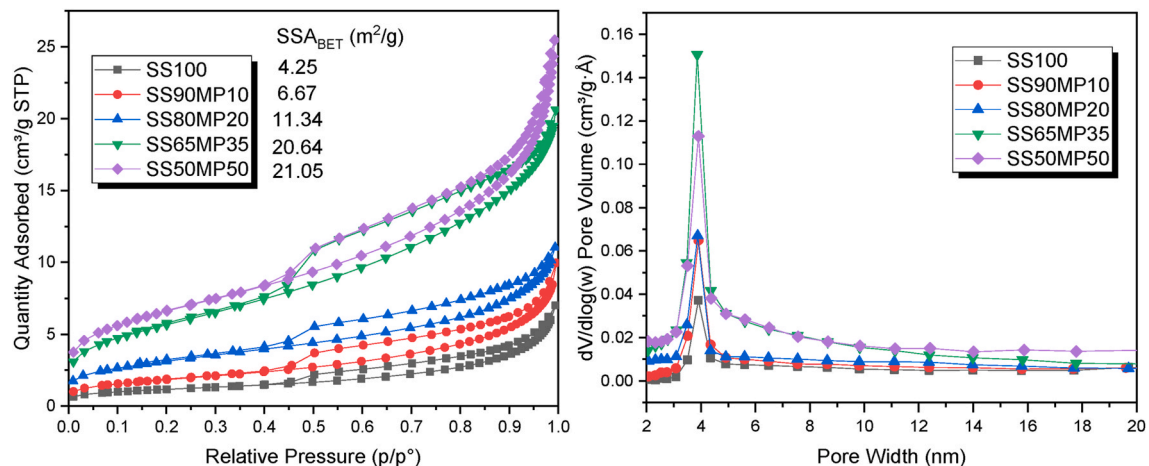 Quantity Adsorbed (cm³/g STP)
25
20
15
10
5
0
SSA_BET (m²/g)
SS100 4.25
SS90MP10 6.67
SS80MP20 11.34
SS65MP35 20.64
SS50MP50 21.05
0.0 0.1 0.2 0.3 0.4 0.5 0.6 0.7 0.8 0.9 1.0
Relative Pressure (p/p°)
dV/dlog(w) Pore Volume (cm³/g·Å)
0.16
0.14
0.12
0.10
0.08
0.06
0.04
0.02
0.00
SS100
SS90MP10
SS80MP20
SS65MP35
SS50MP50
2 4 6 8 10 12 14 16 18 20
Pore Width (nm)